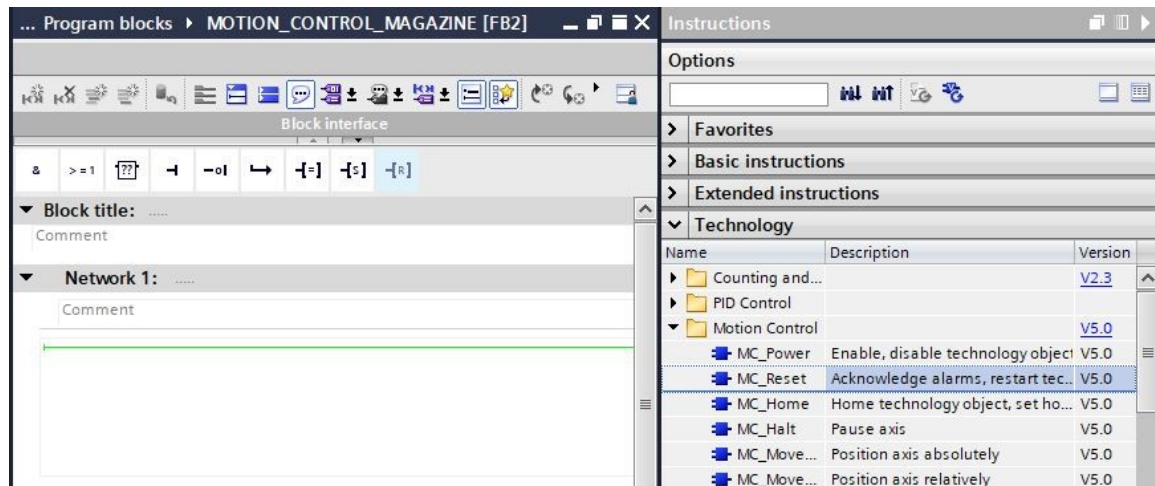 ... Program blocks ▸ MOTION_CONTROL_MAGAZINE [FB2]
Block interface
& >=1 ?? -[=] -[S] -[R]
Block title: .....
Comment
Network 1: .....
Comment
Instructions
Options
Favorites
Basic instructions
Extended instructions
Technology
Name Description Version
Counting and... V2.3
PID Control
Motion Control V5.0
MC_Power Enable, disable technology object V5.0
MC_Reset Acknowledge alarms, restart tec... V5.0
MC_Home Home technology object, set ho... V5.0
MC_Halt Pause axis V5.0
MC_Move... Position axis absolutely V5.0
MC_Move... Position axis relatively V5.0